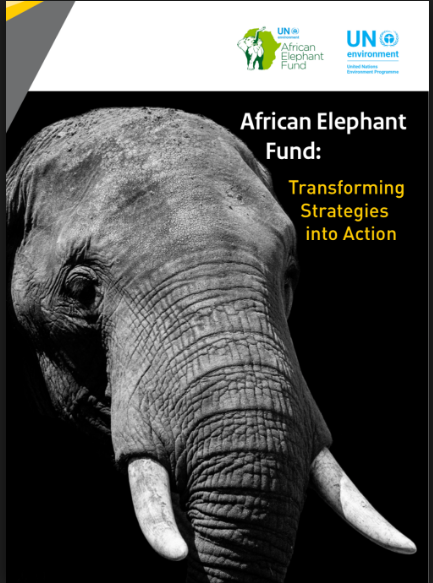 UN
environment
African
Elephant
Fund
UN
environment
United Nations
Environment Programme
African Elephant
Fund:
Transforming
Strategies
into Action